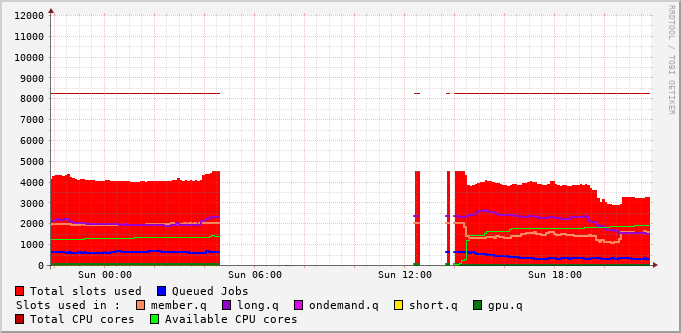 RRDTOOL / TOBI OETIKER
12000
11000
10000
9000
8000
7000
6000
5000
4000
3000
2000
1000
0
Sun 00:00 Sun 06:00 Sun 12:00 Sun 18:00
Total slots used Queued Jobs
Slots used in : member.q long.q ondemand.q short.q gpu.q
Total CPU cores Available CPU cores